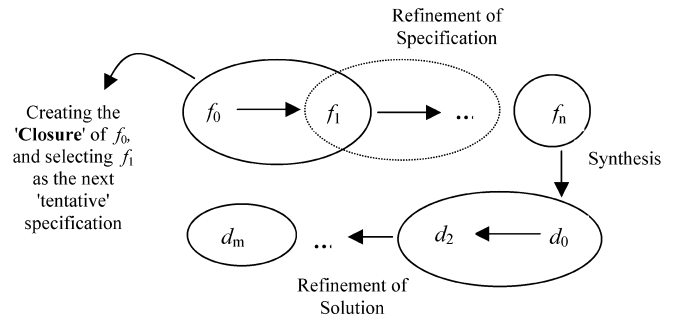 Refinement of
Specification
f0 f1 ... fn
Creating the
'Closure' of f0,
and selecting f1
as the next
'tentative'
specification
Synthesis
dm ... d2 d0
Refinement of
Solution